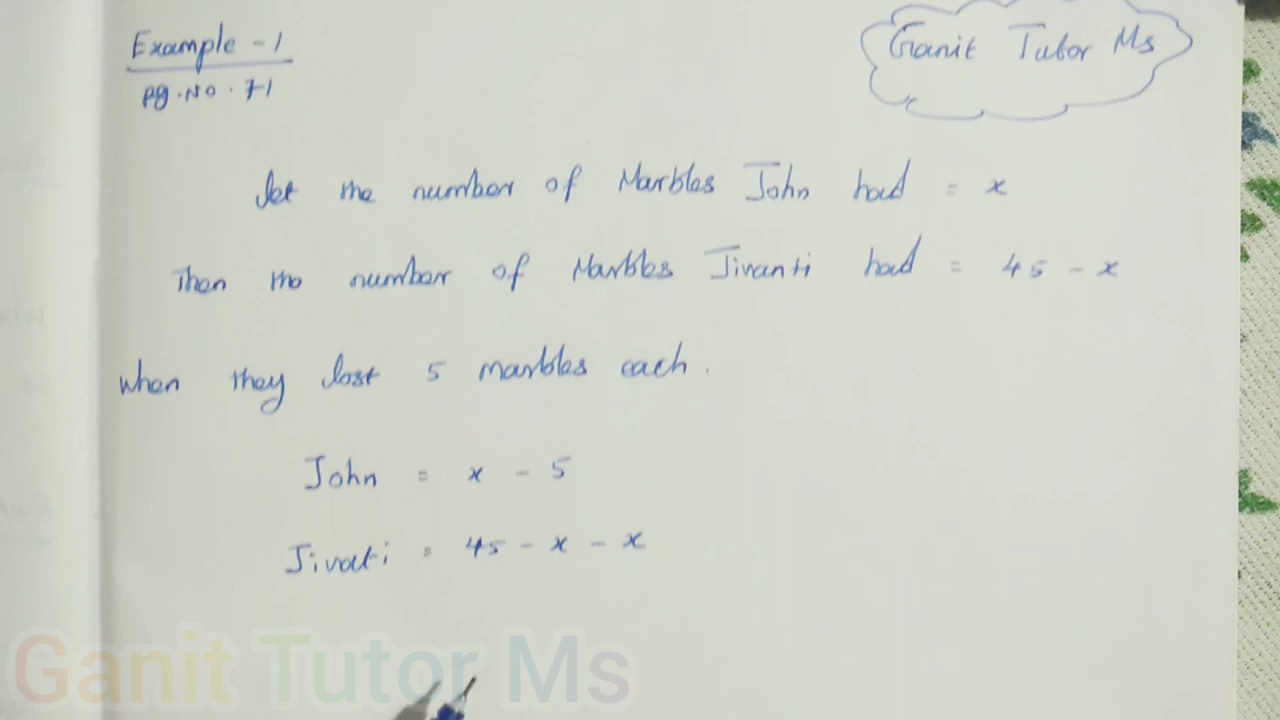 Example - 1
Pg.No. 71
Ganit Tutor Ms
Let the number of Marbles John had = x
Then the number of Marbles Jivanti had = 45 - x
When they lost 5 marbles each.
John = x - 5
Jivati = 45 - x - x
Ganit Tutor Ms